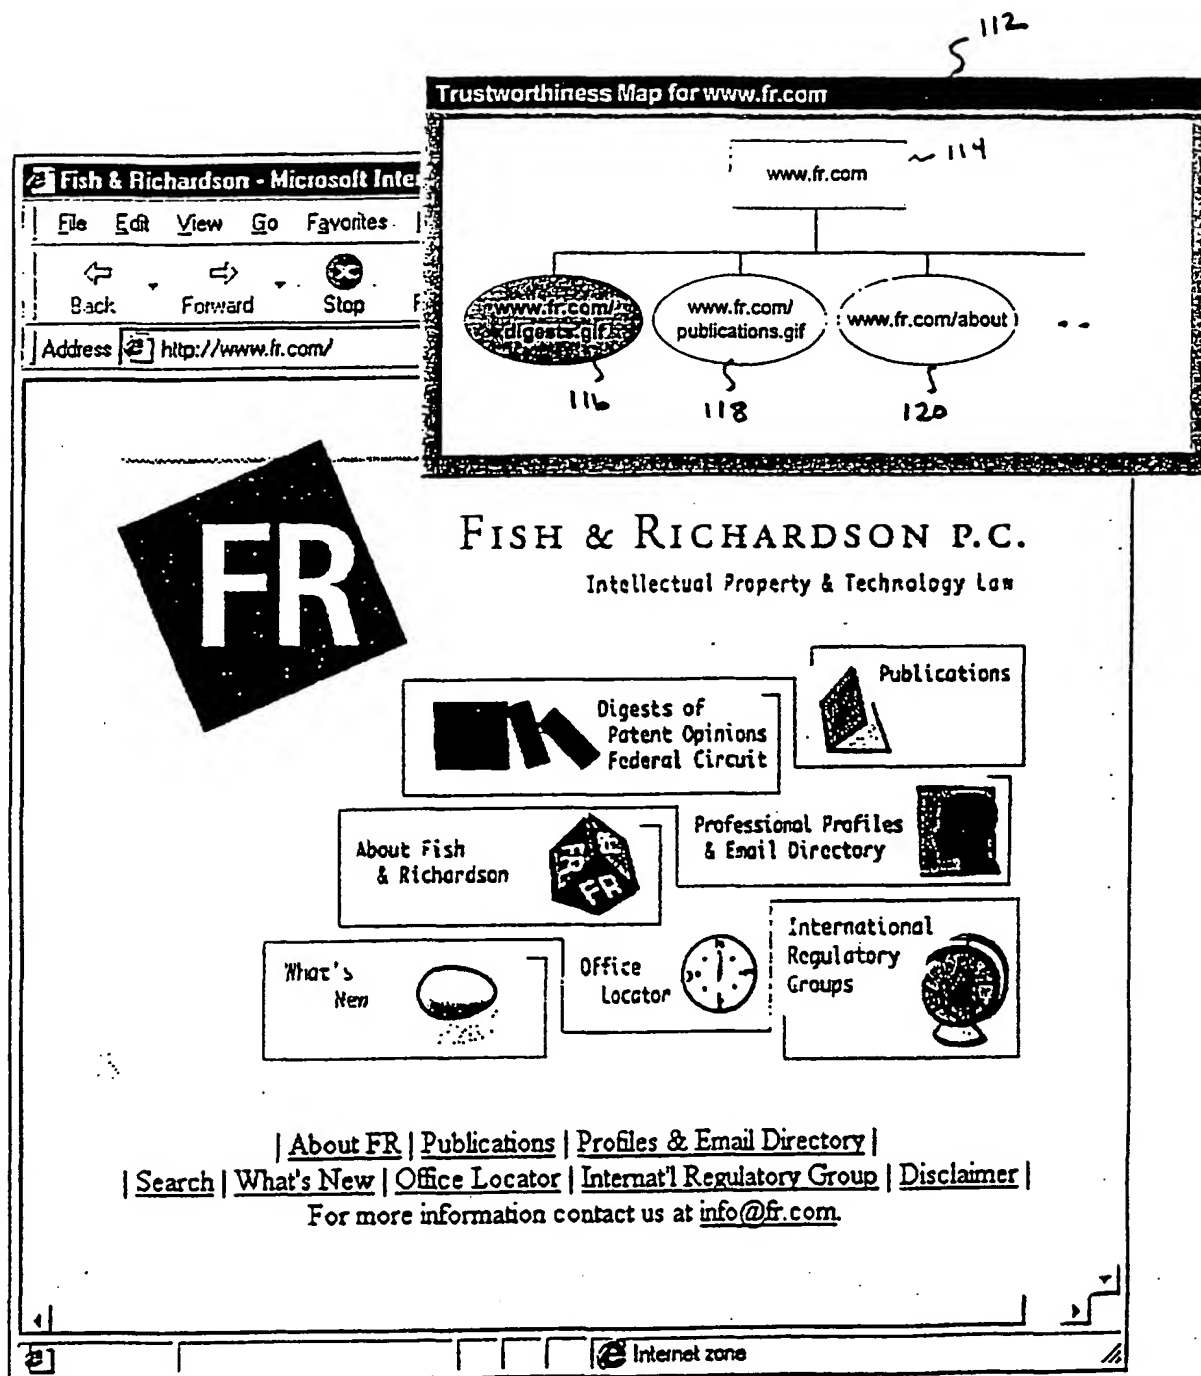 112
Trustworthiness Map for www.fr.com
www.fr.com
114
www.fr.com/
digests.gif
www.fr.com/
publications.gif
www.fr.com/about
116
118
120
Fish & Richardson - Microsoft Inte
File Edit View Go Favorites
Back Forward Stop
Address http://www.fr.com/
FR
FISH & RICHARDSON P.C.
Intellectual Property & Technology Law
Publications
Digests of
Patent Opinions
Federal Circuit
Professional Profiles
& Email Directory
About Fish
& Richardson
FR
FR
International
Regulatory
Groups
What's
New
Office
Locator
| About FR | Publications | Profiles & Email Directory |
| Search | What's New | Office Locator | Internat'l Regulatory Group | Disclaimer |
For more information contact us at info@fr.com.
Internet zone